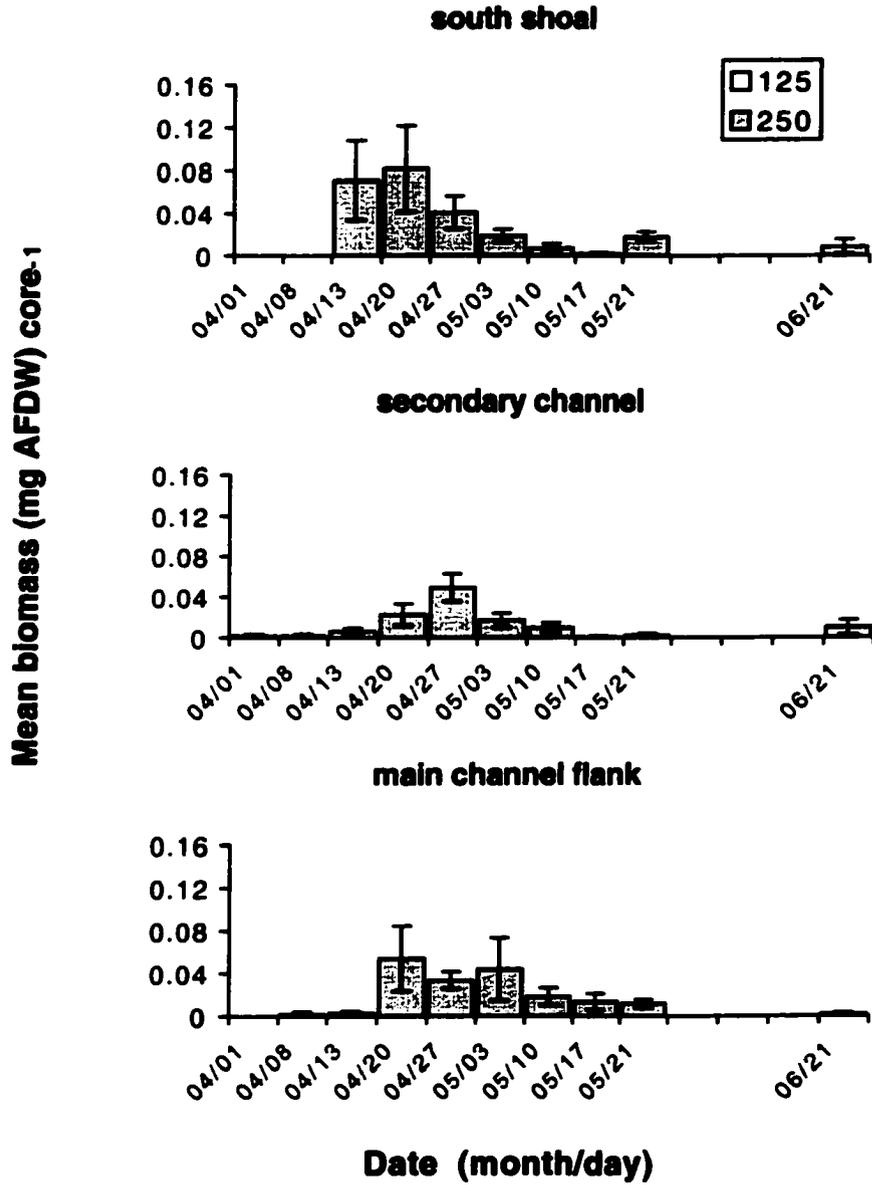 south shoal
125
250
0.16
0.12
0.08
0.04
0
04/01 04/08 04/13 04/20 04/27 05/03 05/10 05/17 05/21 06/21
Mean biomass (mg AFDW) core-1
secondary channel
0.16
0.12
0.08
0.04
0
04/01 04/08 04/13 04/20 04/27 05/03 05/10 05/17 05/21 06/21
main channel flank
0.16
0.12
0.08
0.04
0
04/01 04/08 04/13 04/20 04/27 05/03 05/10 05/17 05/21 06/21
Date (month/day)